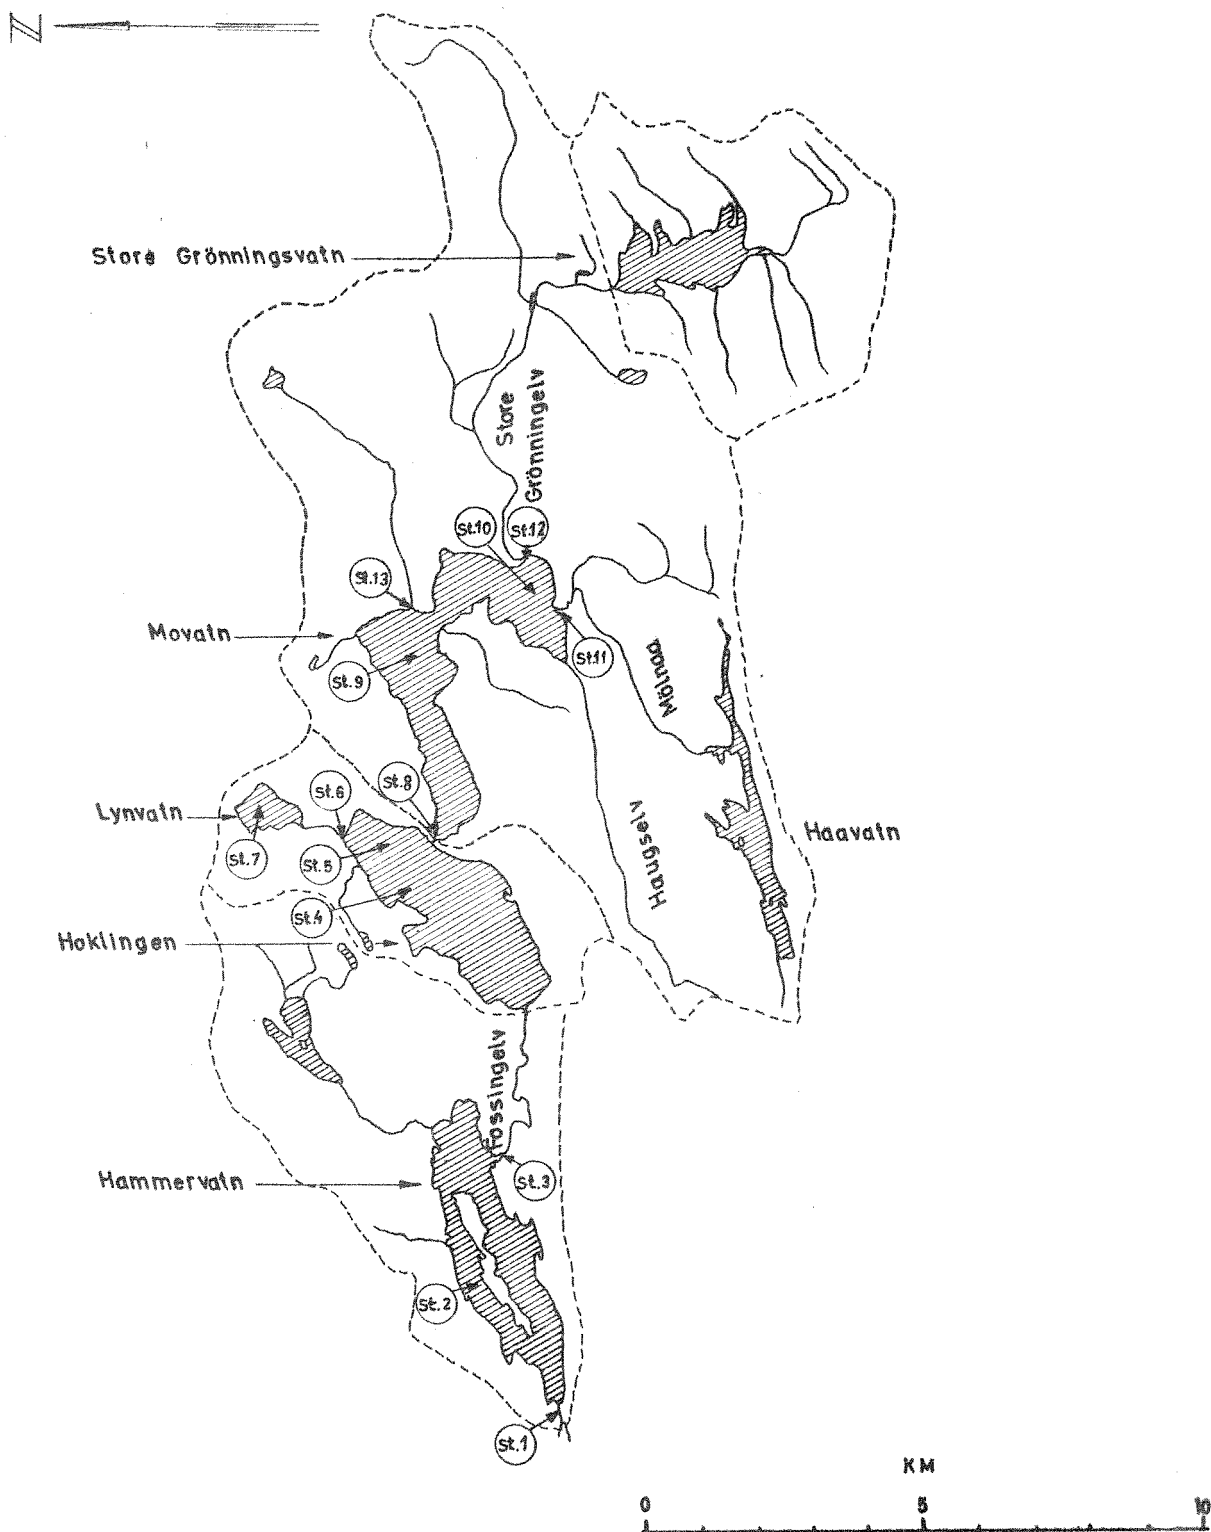 N
Store Grönningsvatn
Store
Grönningelv
St.10
St.12
St.13
Movatn
St.11
St.9
Mölnaa
St.8
St.6
Lynvatn
Haavatn
St.7
St.5
Haugselv
St.4
Hoklingen
Fossingelv
Hammervatn
St.3
St.2
St.1
KM
0 5 10